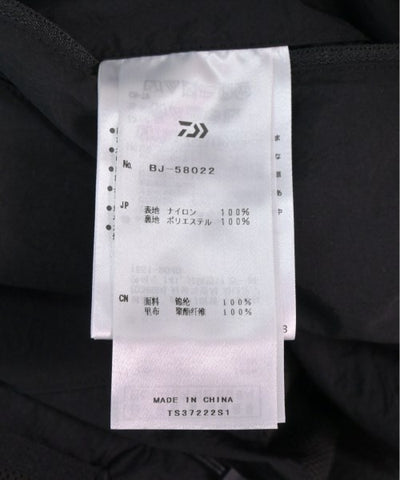 No. BJ-58022
JP 表地 ナイロン 100%
裏地 ポリエステル 100%
CN 面料 锦纶 100%
里布 聚酯纤维 100%
MADE IN CHINA
TS37222S1